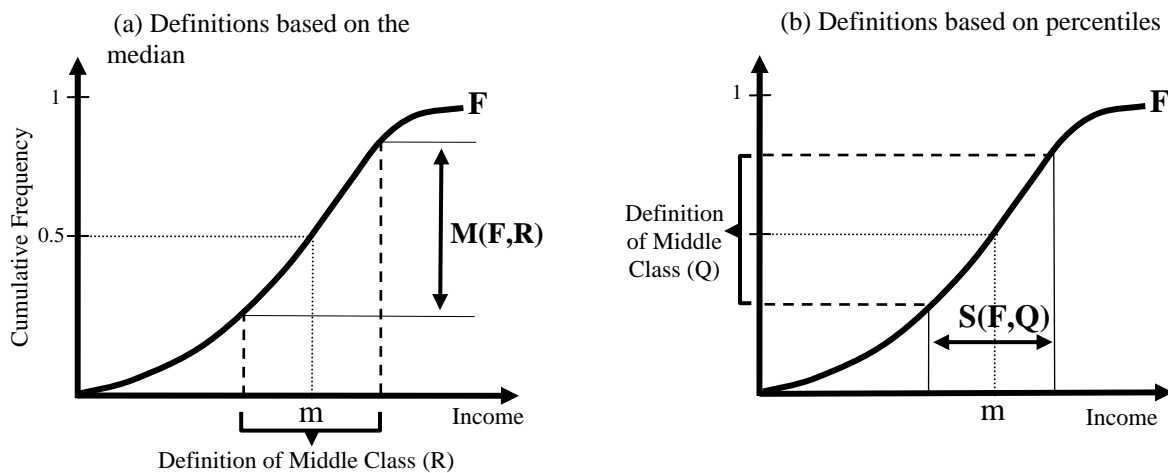 (a) Definitions based on the
median
1
F
Cumulative Frequency
0.5
M(F,R)
m
Income
Definition of Middle Class (R)
(b) Definitions based on percentiles
1
F
Definition
of Middle
Class (Q)
S(F,Q)
m
Income